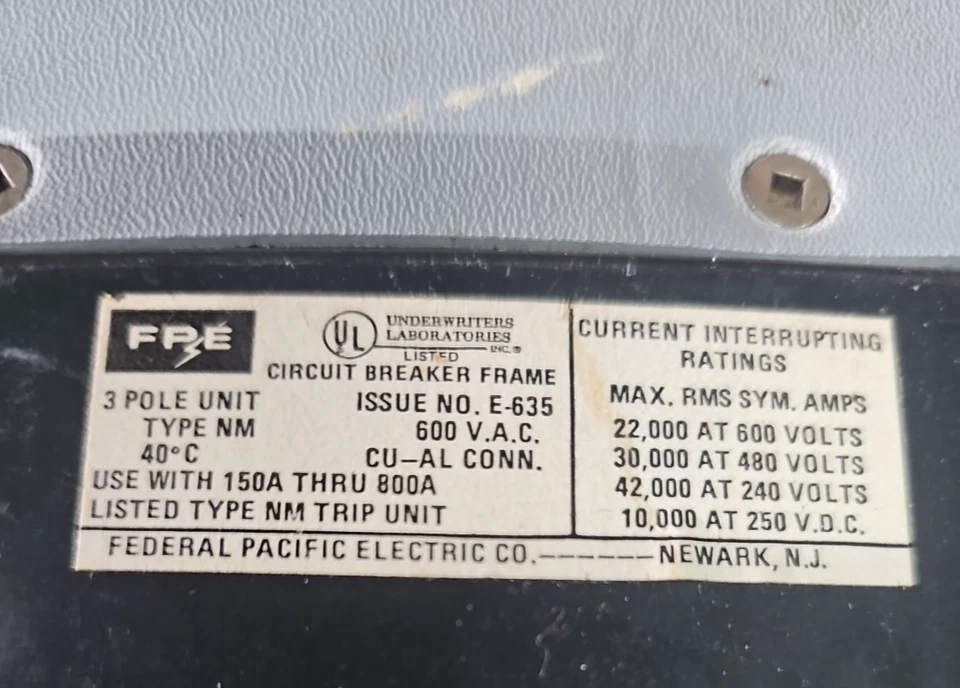 FPE
UL UNDERWRITERS
LABORATORIES
INC.®
LISTED
CIRCUIT BREAKER FRAME
3 POLE UNIT ISSUE NO. E-635
TYPE NM 600 V.A.C.
40°C CU-AL CONN.
USE WITH 150A THRU 800A
LISTED TYPE NM TRIP UNIT
CURRENT INTERRUPTING
RATINGS
MAX. RMS SYM. AMPS
22,000 AT 600 VOLTS
30,000 AT 480 VOLTS
42,000 AT 240 VOLTS
10,000 AT 250 V.D.C.
FEDERAL PACIFIC ELECTRIC CO.------NEWARK, N.J.